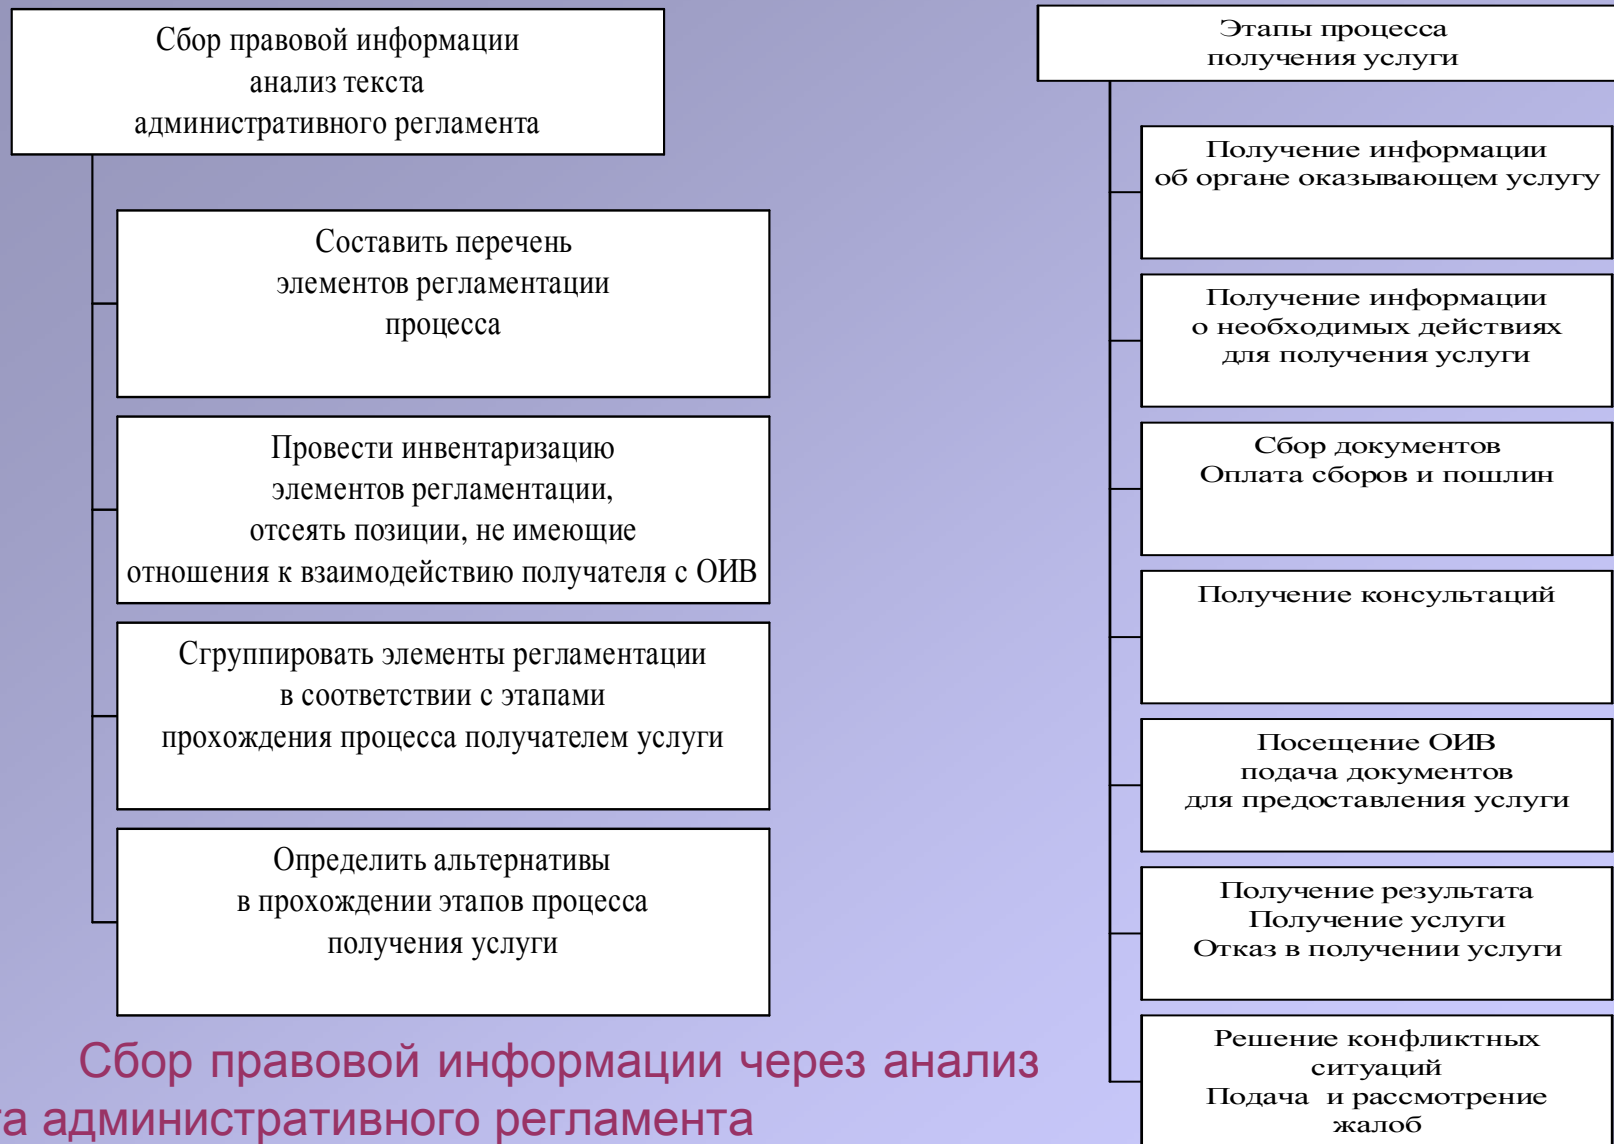 Сбор правовой информации
анализ текста
административного регламента
Составить перечень
элементов регламентации
процесса
Провести инвентаризацию
элементов регламентации,
отсеять позиции, не имеющие
отношения к взаимодействию получателя с ОИВ
Сгруппировать элементы регламентации
в соответствии с этапами
прохождения процесса получателем услуги
Определить альтернативы
в прохождении этапов процесса
получения услуги
Этапы процесса
получения услуги
Получение информации
об органе оказывающем услугу
Получение информации
о необходимых действиях
для получения услуги
Сбор документов
Оплата сборов и пошлин
Получение консультаций
Посещение ОИВ
подача документов
для предоставления услуги
Получение результата
Получение услуги
Отказ в получении услуги
Решение конфликтных
ситуаций
Подача и рассмотрение
жалоб
Сбор правовой информации через анализ
административного регламента